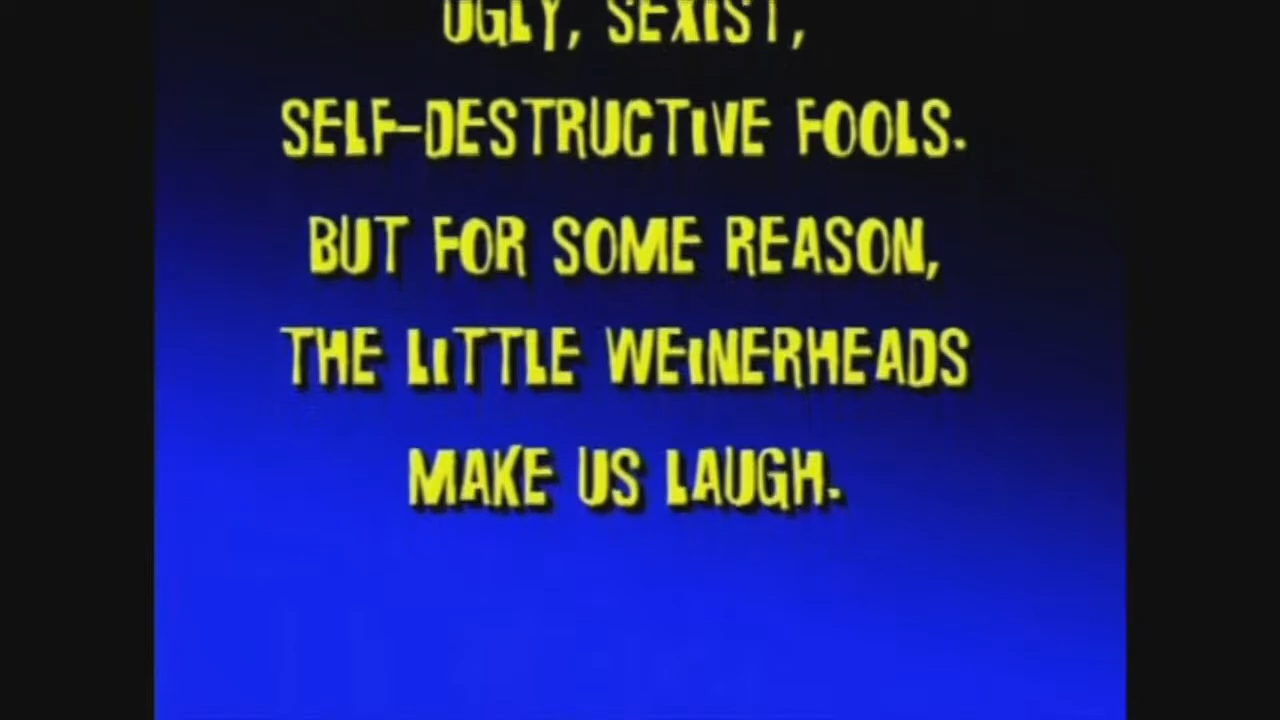 UGLY, SEXIST,
SELF-DESTRUCTIVE FOOLS.
BUT FOR SOME REASON,
THE LITTLE WEINERHEADS
MAKE US LAUGH.